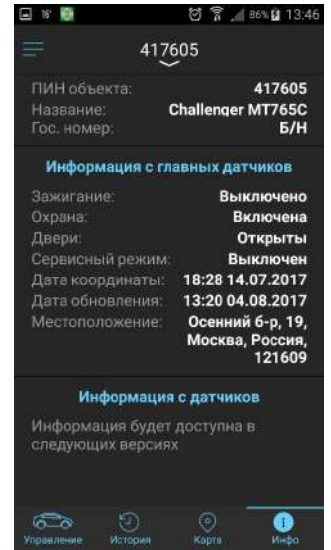 16° 86% 13:46
417605
ПИН объекта: 417605
Название: Challenger MT765C
Гос. номер: Б/Н
Информация с главных датчиков
Зажигание: Выключено
Охрана: Включена
Двери: Открыты
Сервисный режим: Выключен
Дата координаты: 18:28 14.07.2017
Дата обновления: 13:20 04.08.2017
Местоположение: Осенний б-р, 19,
Москва, Россия,
121609
Информация с датчиков
Информация будет доступна в
следующих версиях
Управление История Карта Инфо